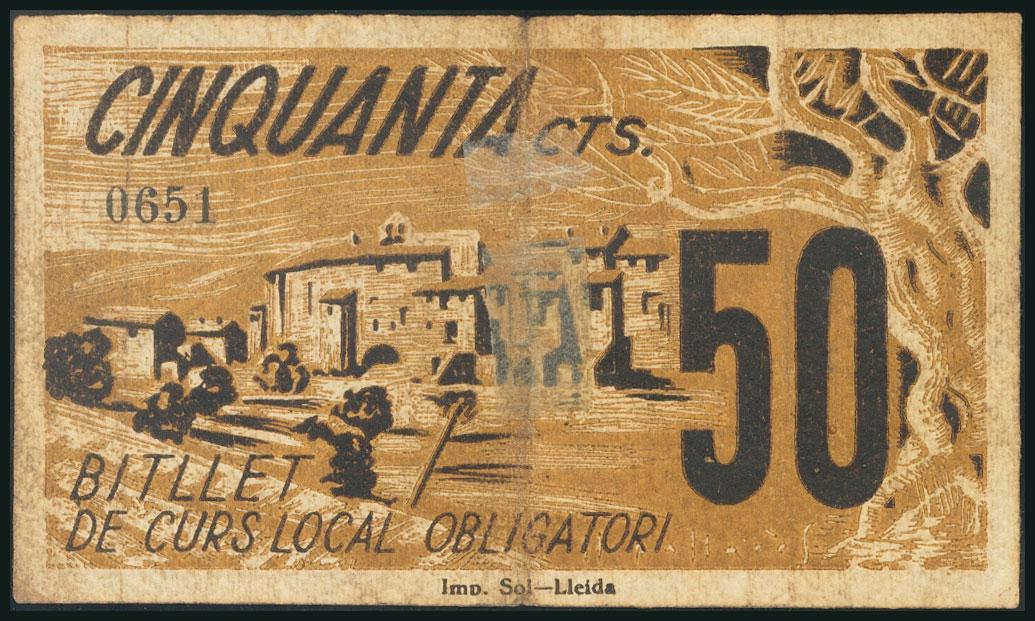 CINQUANTA CTS.
0651
50
BITLLET
DE CURS LOCAL OBLIGATORI
Imp. Sol—Lleida